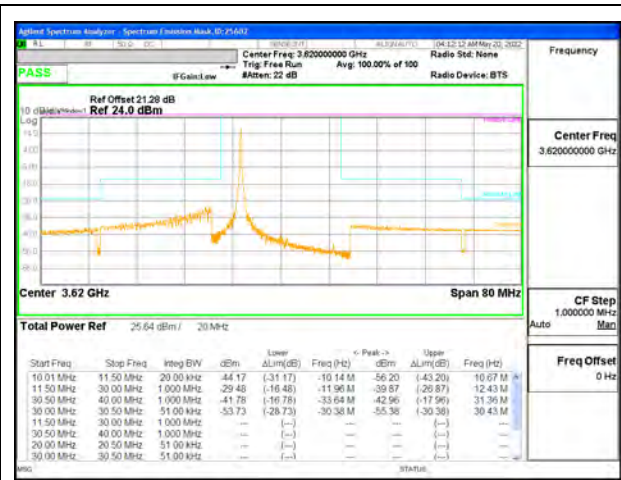 Agilent Spectrum Analyzer - Spectrum Emission Mask, ID:25602
RL RF 50 Ω DC SENSE:INT ALIGN AUTO 04:12:12 AM May 20, 2022
Center Freq: 3.620000000 GHz Radio Std: None
Trig: Free Run Avg: 100.00% of 100
PASS IFGain:Low #Atten: 22 dB Radio Device: BTS
Ref Offset 21.28 dB
10 dB/div Ref 24.0 dBm
Log
14.0
4.00
Center 3.62 GHz Span 80 MHz
Total Power Ref 25.64 dBm / 20 MHz
Lower <- Peak -> Upper
Start Freq Stop Freq Integ BW dBm ΔLim(dB) Freq (Hz) dBm ΔLim(dB) Freq (Hz)
10.01 MHz 11.50 MHz 20.00 kHz -44.17 (-31.17) -10.14 M -56.20 (-43.20) 10.67 M
11.50 MHz 30.00 MHz 1.000 MHz -29.48 (-16.48) -11.96 M -39.87 (-26.87) 12.43 M
30.50 MHz 40.00 MHz 1.000 MHz -41.78 (-16.78) -33.64 M -42.96 (-17.96) 31.36 M
30.00 MHz 30.50 MHz 51.00 kHz -53.73 (-28.73) -30.38 M -55.38 (-30.38) 30.43 M
11.50 MHz 30.00 MHz 1.000 MHz --- (---) --- --- (---) ---
30.50 MHz 40.00 MHz 1.000 MHz --- (---) --- --- (---) ---
20.00 MHz 20.50 MHz 51.00 kHz --- (---) --- --- (---) ---
30.00 MHz 30.50 MHz 51.00 kHz --- (---) --- --- (---) ---
MSG STATUS
Frequency
Center Freq
3.620000000 GHz
CF Step
1.000000 MHz
Auto Man
Freq Offset
0 Hz